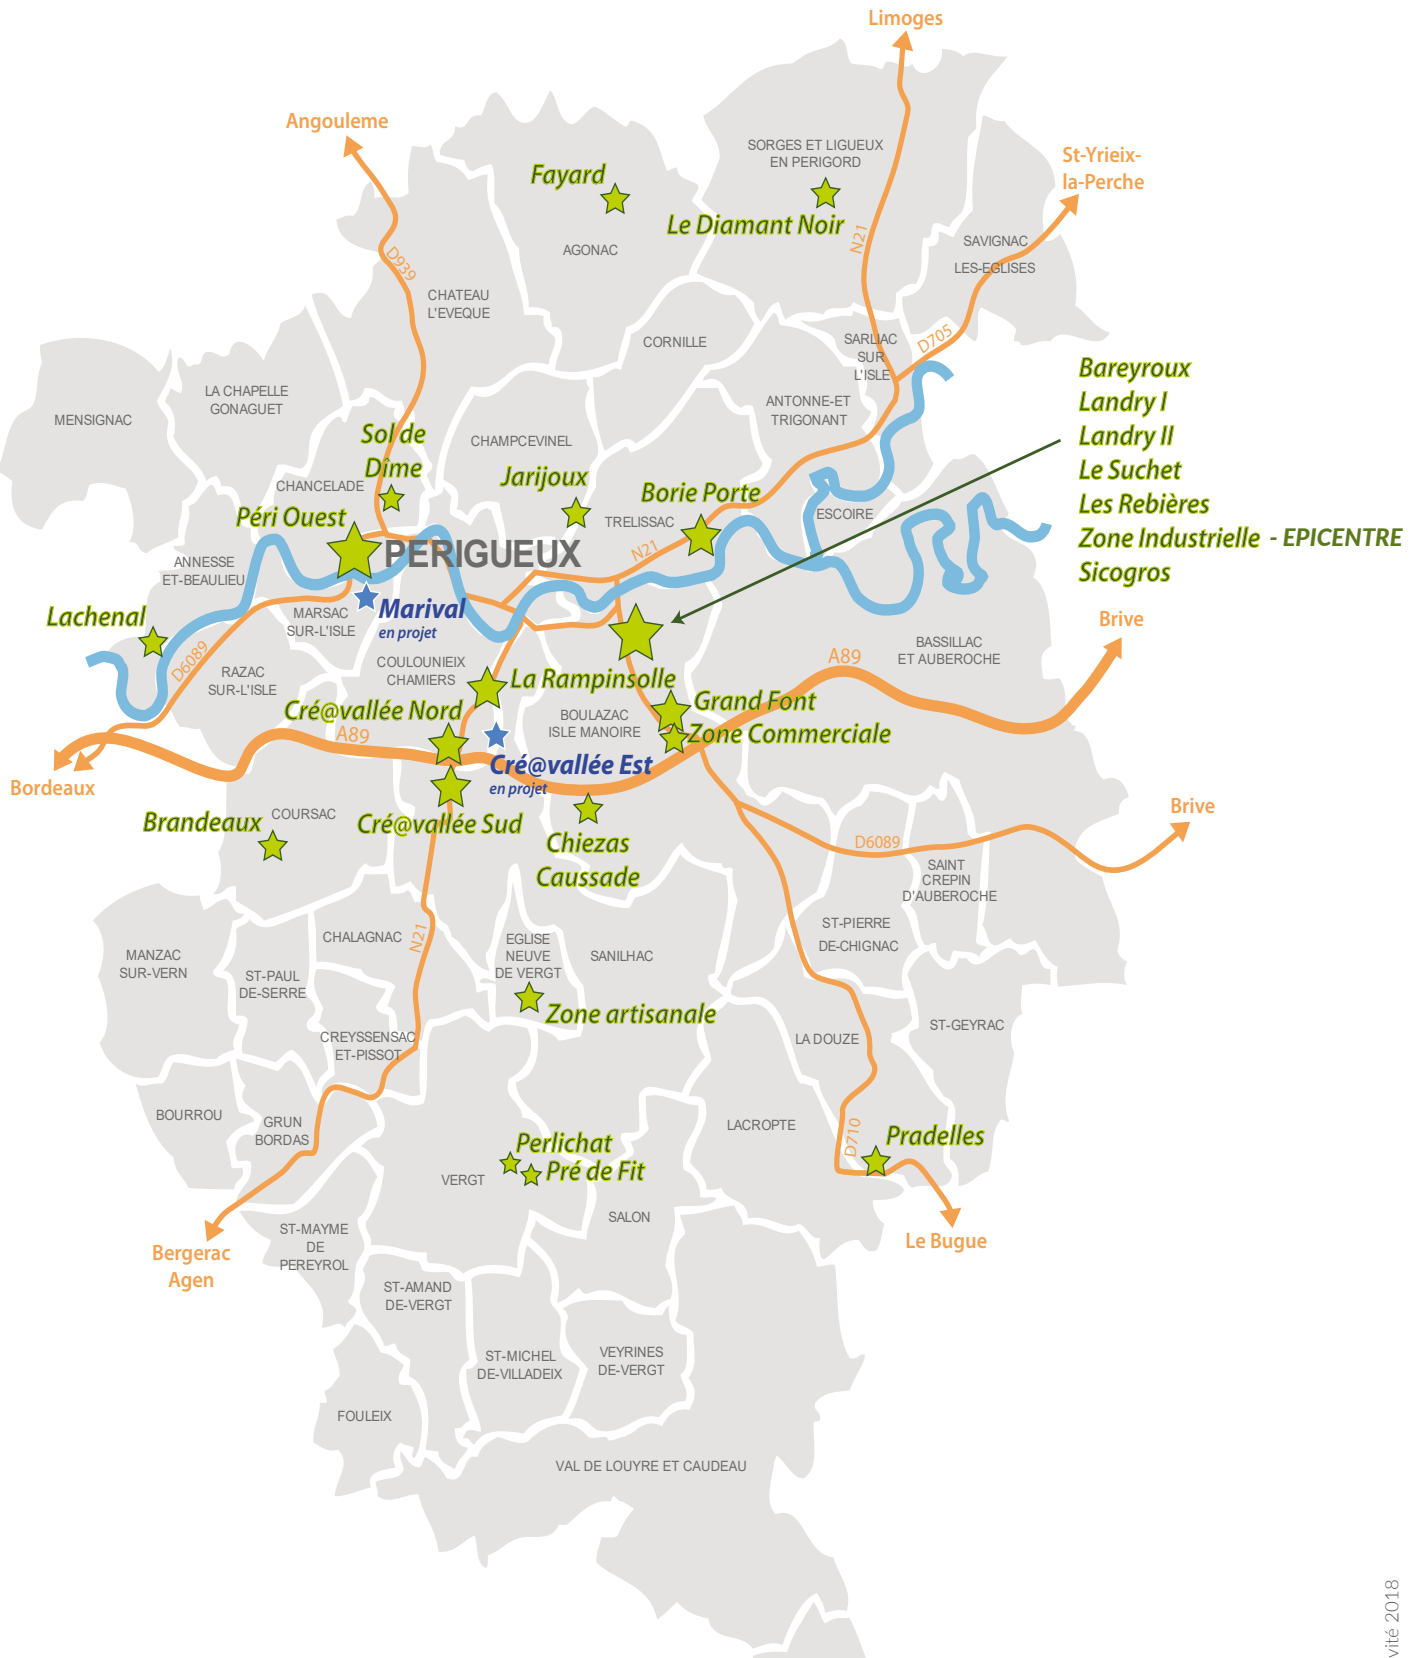 Limoges
Angouleme
SORGES ET LIGUEUX
EN PERIGORD
St-Yrieix-
la-Perche
Fayard
Le Diamant Noir
N21
SAVIGNAC
LES-EGLISES
AGONAC
D939
CHATEAU
L'EVEQUE
CORNILLE
SARLIAC
SUR
L'ISLE
D705
Bareyroux
Landry I
Landry II
Le Suchet
Les Rebières
Zone Industrielle - EPICENTRE
Sicogros
LA CHAPELLE
GONAGUET
MENSIGNAC
ANTONNE-ET
TRIGONANT
Sol de
Dîme
CHAMPCEVINEL
CHANCELADE
Jarijoux
Borie Porte
Péri Ouest
TRELISSAC
ESCOIRE
PERIGUEUX
N21
ANNESSE
ET-BEAULIEU
Lachenal
MARSAC
SUR-L'ISLE
Marival
en projet
Brive
BASSILLAC
ET AUBEROCHE
D6089
RAZAC
SUR-L'ISLE
COULOUNIEIX
CHAMIERS
La Rampinsolle
A89
Cré@vallée Nord
Grand Font
BOULAZAC
ISLE MANOIRE
Zone Commerciale
A89
Cré@vallée Est
en projet
Bordeaux
Brive
Brandeaux
COURSAC
Cré@vallée Sud
Chiezas
Caussade
D6089
SAINT
CREPIN
D'AUBEROCHE
ST-PIERRE
DE-CHIGNAC
CHALAGNAC
N21
EGLISE
NEUVE
DE VERGT
SANILHAC
MANZAC
SUR-VERN
ST-PAUL
DE-SERRE
Zone artisanale
ST-GEYRAC
CREYSSENSAC
ET-PISSOT
LA DOUZE
BOURROU
GRUN
BORDAS
LACROPTE
D710
Pradelles
Perlichat
Pré de Fit
VERGT
SALON
ST-MAYME
DE
PEREYROL
Bergerac
Agen
Le Bugue
ST-AMAND
DE-VERGT
ST-MICHEL
DE-VILLADEIX
VEYRINES
DE-VERGT
FOULEIX
VAL DE LOUYRE ET CAUDEAU
vité 2018